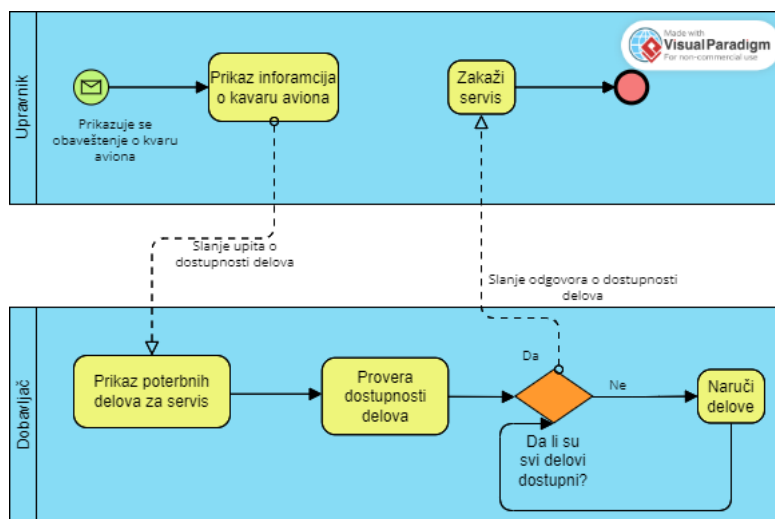 Made with
VisualParadigm
For non-commercial use
Upravnik
Prikaz inforamcija
o kavaru aviona
Zakaži
servis
Prikazuje se
obaveštenje o kvaru
aviona
Slanje upita o
dostupnosti delova
Slanje odgovora o dostupnosti
delova
Dobavljač
Prikaz poterbnih
delova za servis
Provera
dostupnosti
delova
Da
Ne
Naruči
delove
Da li su
svi delovi
dostupni?